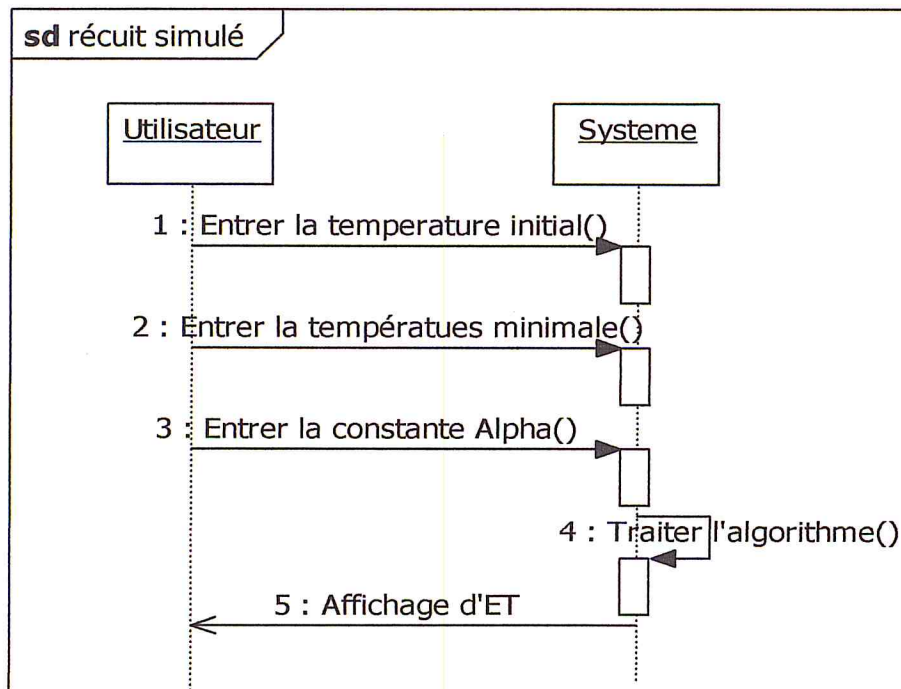 sd récuit simulé
Utilisateur
Systeme
1 : Entrer la temperature initial()
2 : Entrer la températues minimale()
3 : Entrer la constante Alpha()
4 : Traiter l'algorithme()
5 : Affichage d'ET